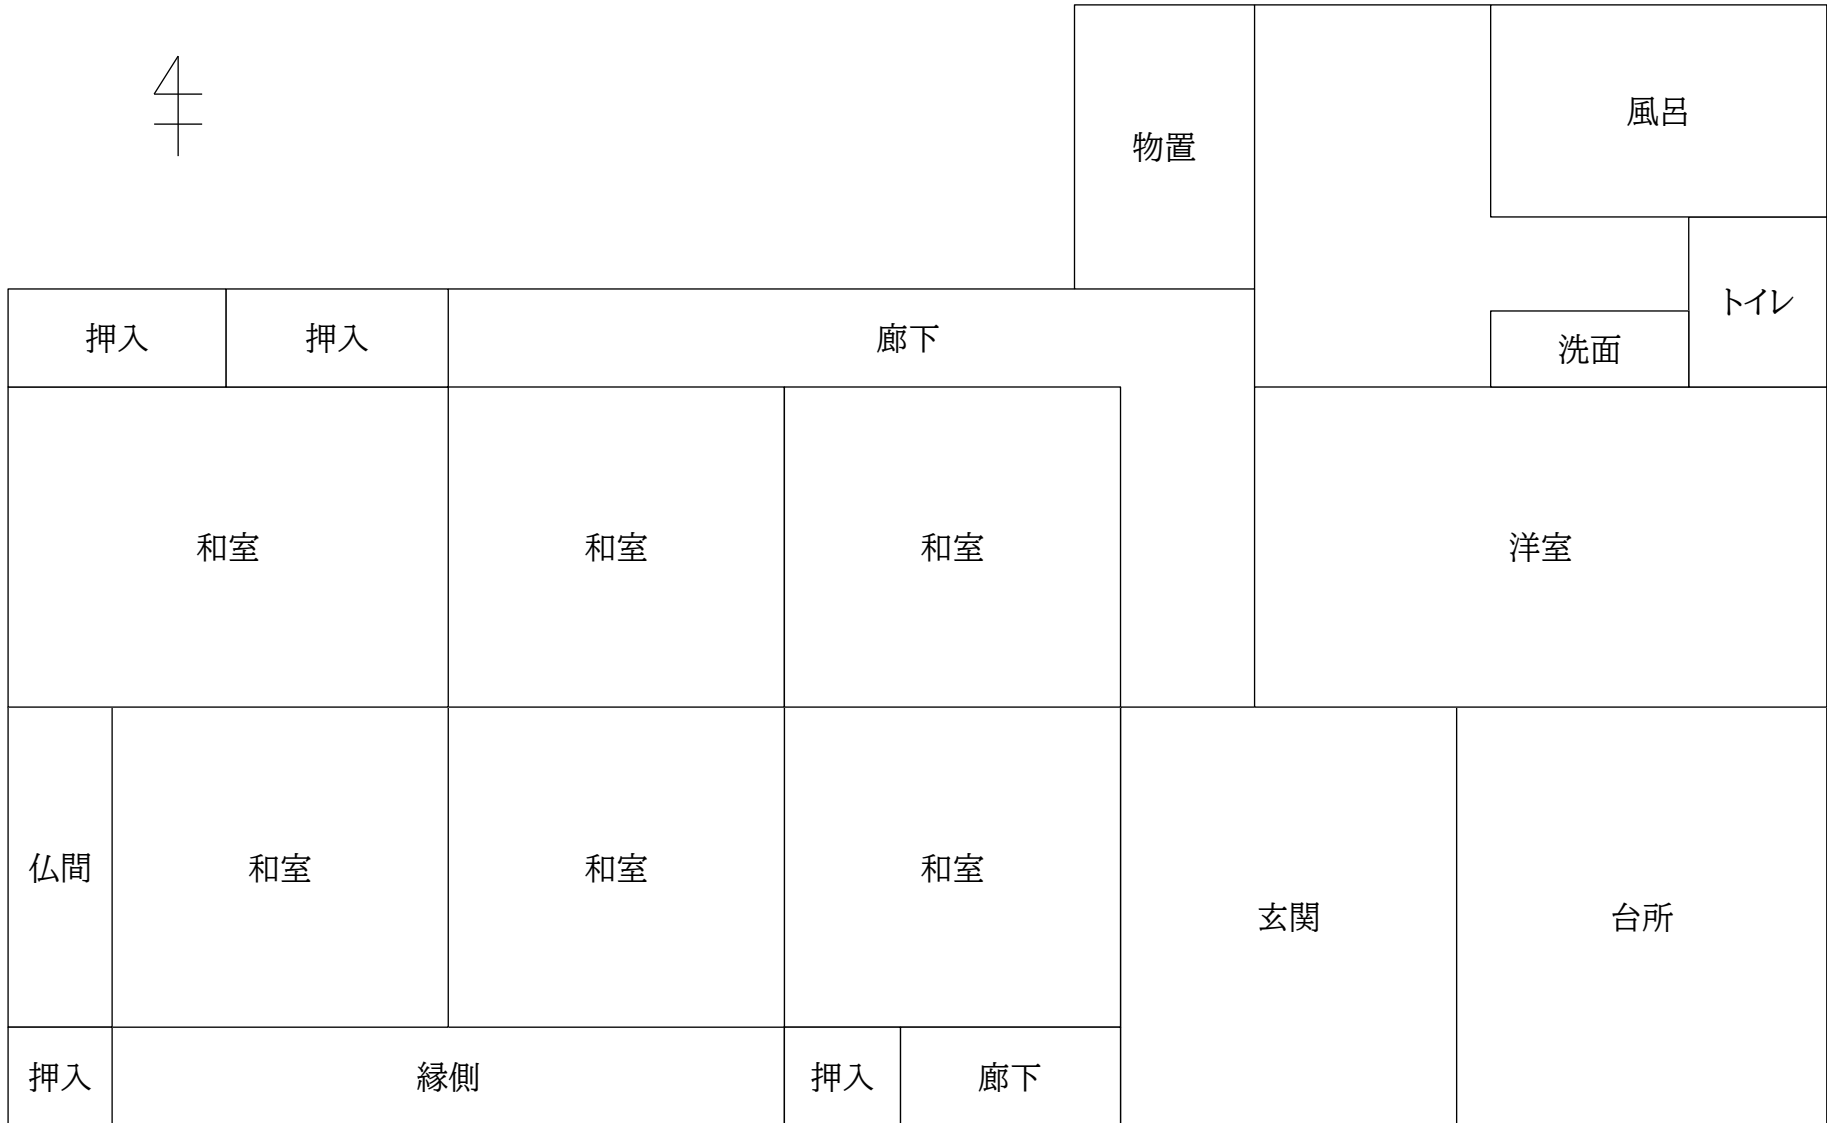 風呂
物置
トイレ
押入
押入
廊下
洗面
和室
和室
和室
洋室
仏間
和室
和室
和室
玄関
台所
押入
縁側
押入
廊下